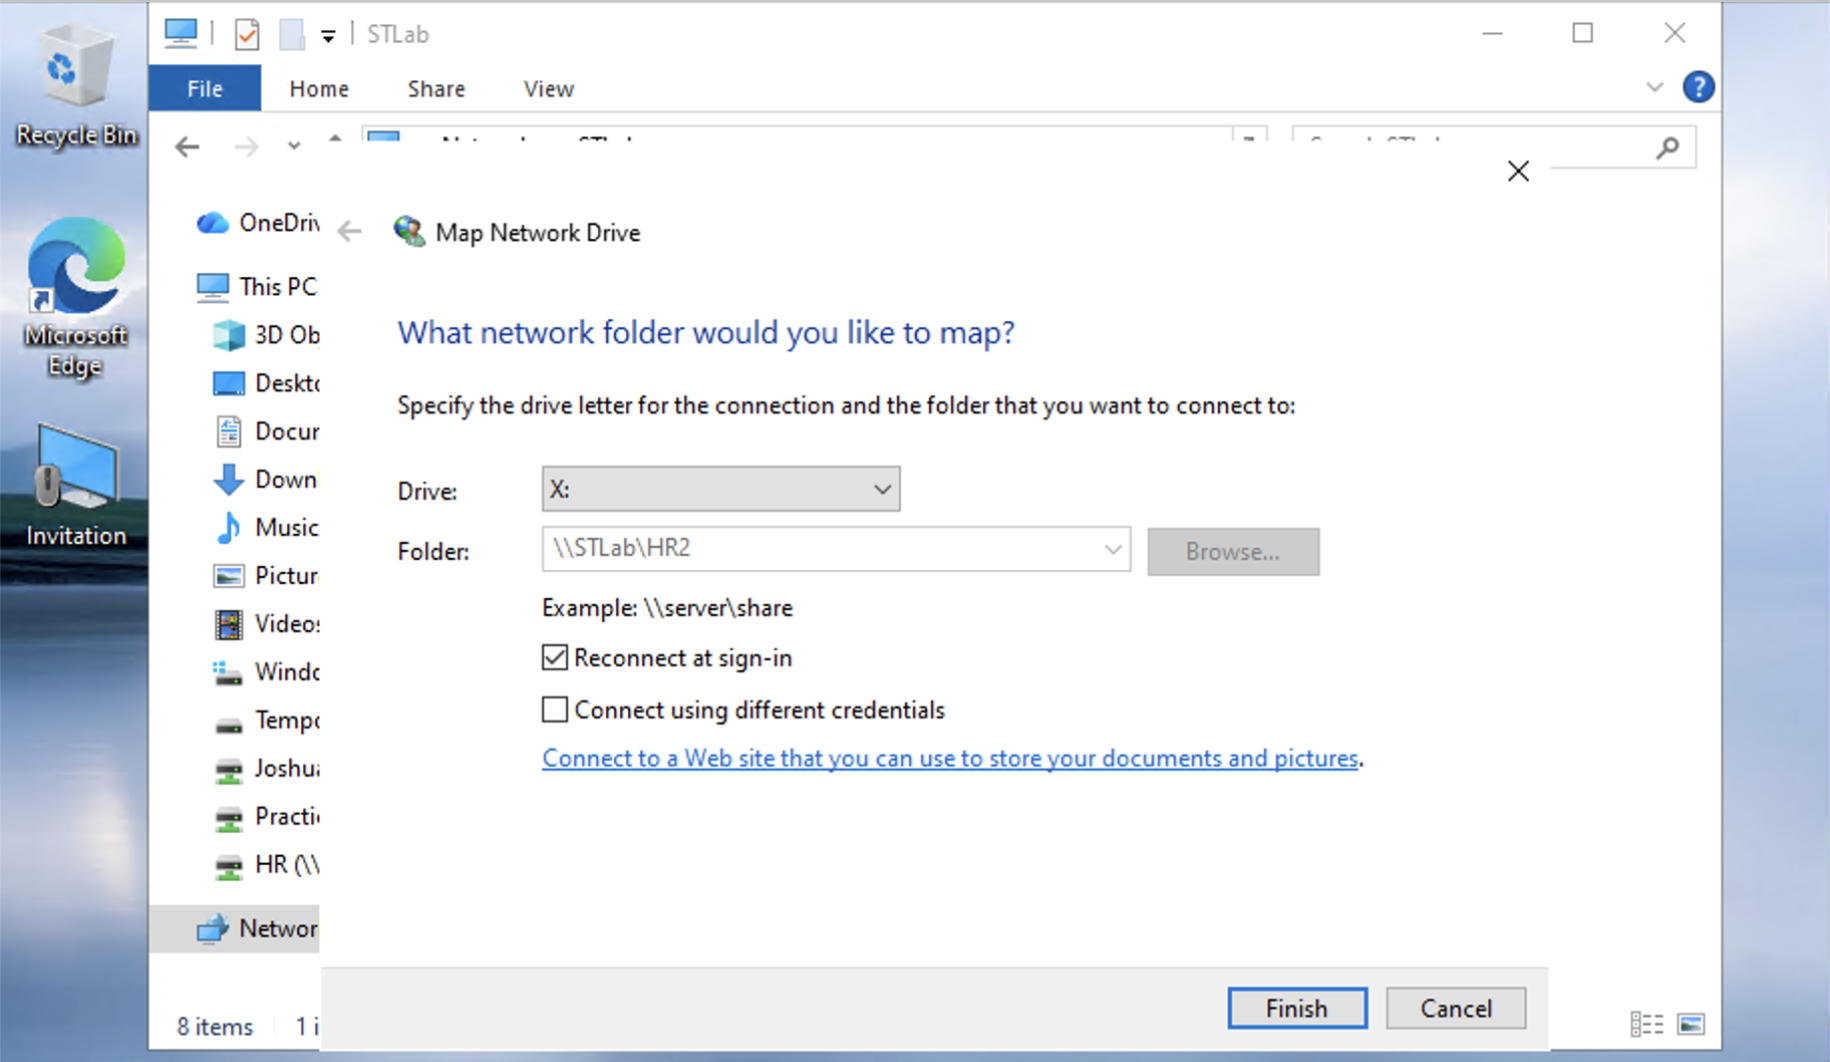 STLab
File Home Share View
?
Recycle Bin
Microsoft
Edge
Invitation
OneDriv
This PC
3D Ob
Deskto
Docur
Down
Music
Pictur
Videos
Windo
Tempo
Joshua
Practi
HR (\\
Networ
8 items
Map Network Drive
What network folder would you like to map?
Specify the drive letter for the connection and the folder that you want to connect to:
Drive: X:
Folder: \\STLab\HR2 Browse...
Example: \\server\share
Reconnect at sign-in
Connect using different credentials
Connect to a Web site that you can use to store your documents and pictures.
Finish Cancel